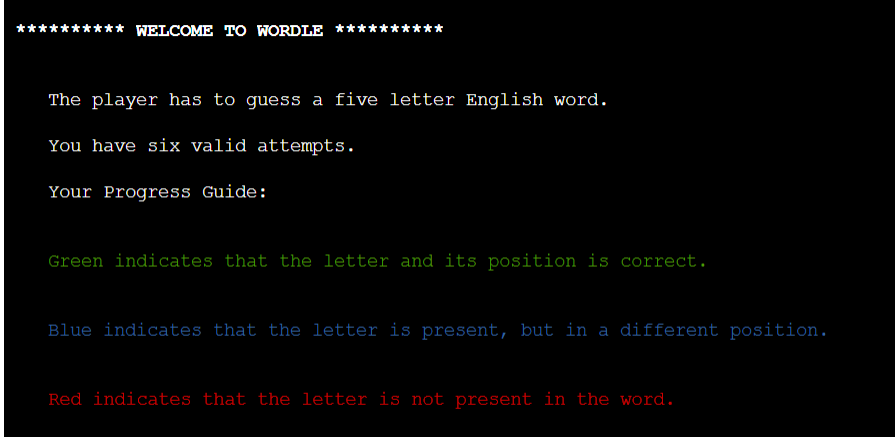 ********** WELCOME TO WORDLE **********
The player has to guess a five letter English word.
You have six valid attempts.
Your Progress Guide:
Green indicates that the letter and its position is correct.
Blue indicates that the letter is present, but in a different position.
Red indicates that the letter is not present in the word.